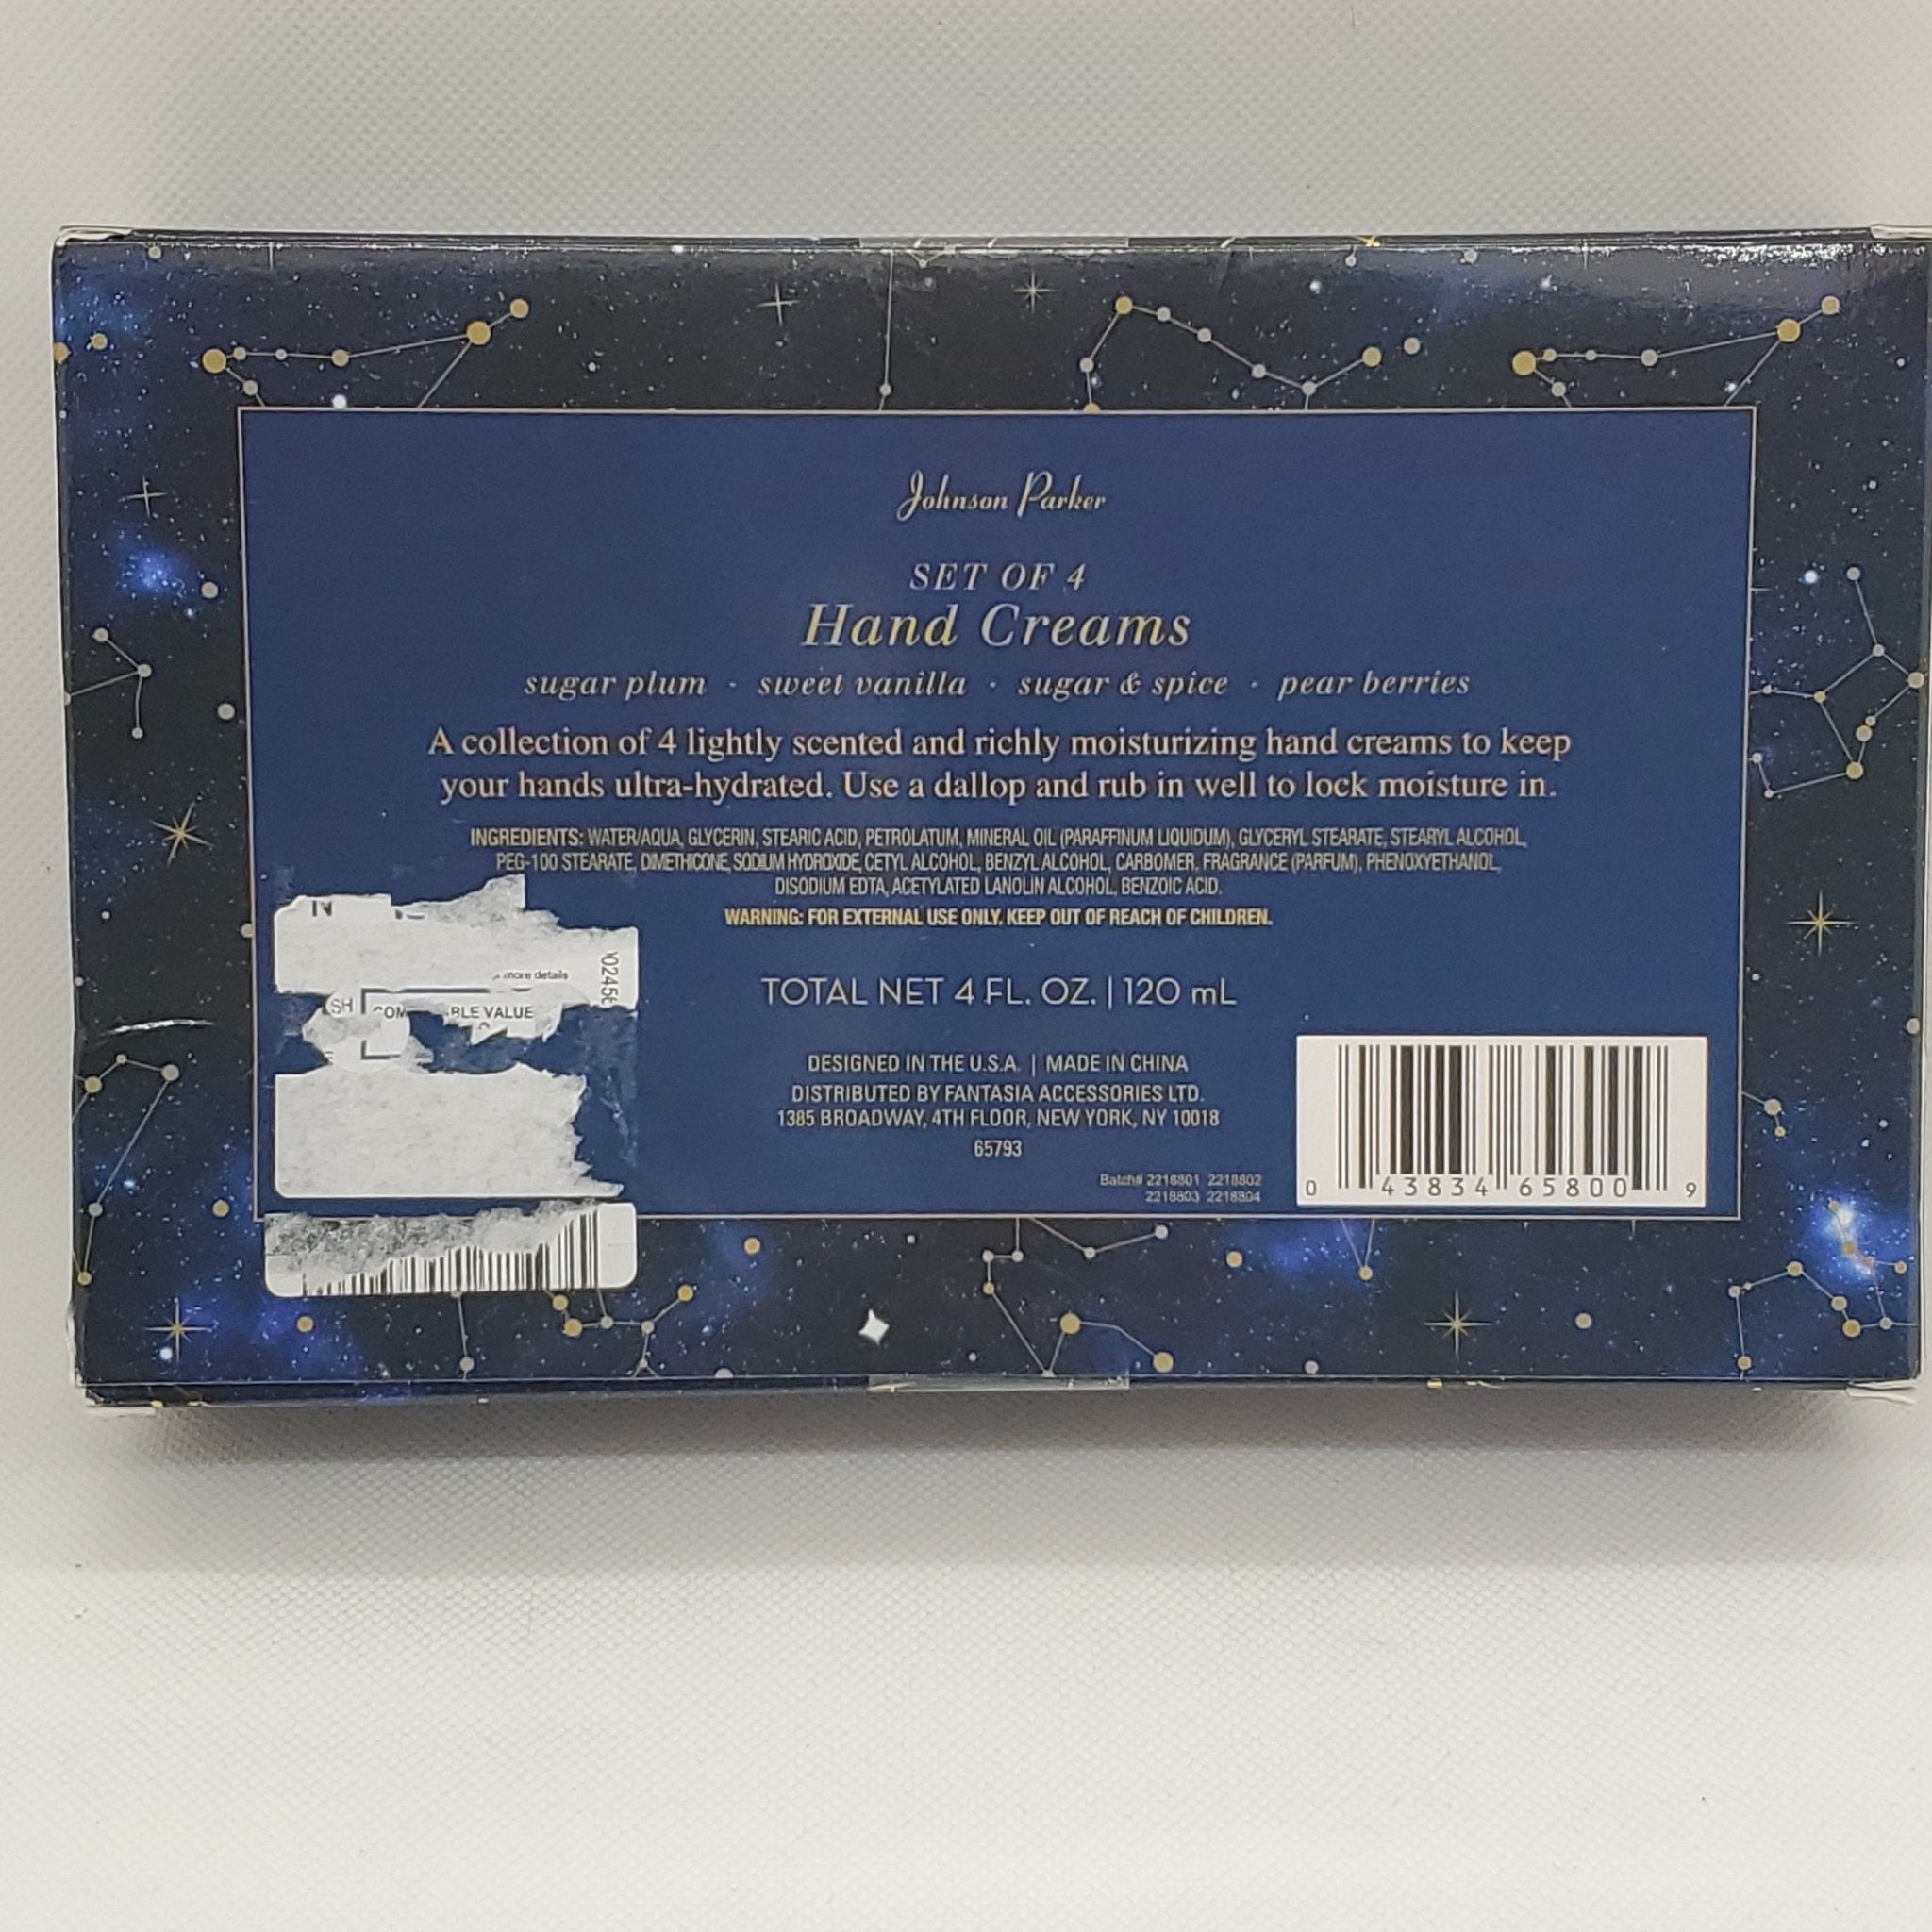 Johnson Parker
SET OF 4
Hand Creams
sugar plum · sweet vanilla · sugar & spice · pear berries
A collection of 4 lightly scented and richly moisturizing hand creams to keep
your hands ultra-hydrated. Use a dallop and rub in well to lock moisture in.
INGREDIENTS: WATER/AQUA, GLYCERIN, STEARIC ACID, PETROLATUM, MINERAL OIL (PARAFFINUM LIQUIDUM), GLYCERYL STEARATE, STEARYL ALCOHOL,
PEG-100 STEARATE, DIMETHICONE, SODIUM HYDROXIDE, CETYL ALCOHOL, BENZYL ALCOHOL, CARBOMER, FRAGRANCE (PARFUM), PHENOXYETHANOL,
DISODIUM EDTA, ACETYLATED LANOLIN ALCOHOL, BENZOIC ACID.
WARNING: FOR EXTERNAL USE ONLY. KEEP OUT OF REACH OF CHILDREN.
more details
SH
COM BLE VALUE
TOTAL NET 4 FL. OZ. | 120 mL
DESIGNED IN THE U.S.A. | MADE IN CHINA
DISTRIBUTED BY FANTASIA ACCESSORIES LTD.
1385 BROADWAY, 4TH FLOOR, NEW YORK, NY 10018
65793
Batch# 2218801 2218802
2218803 2218804
0 43834 65800 9